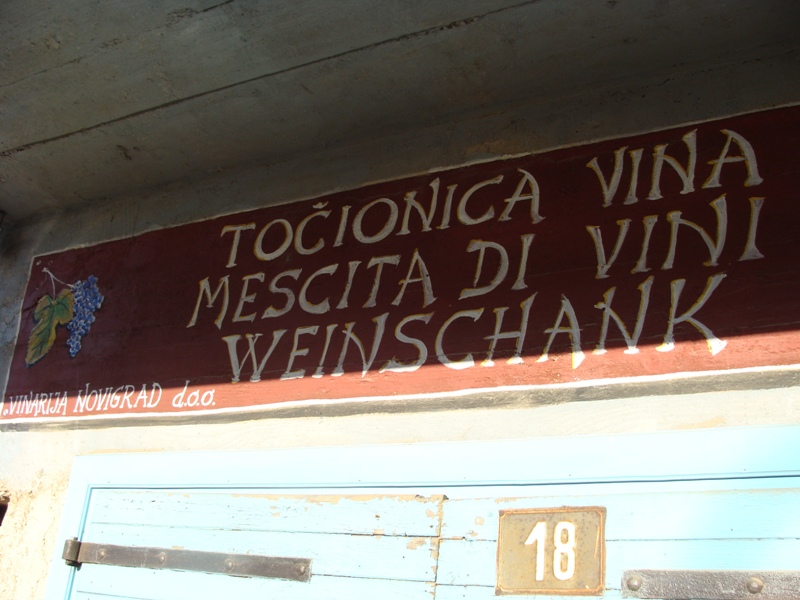 TOČIONICA VINA
MESCITA DI VINI
WEINSCHANK
VINARIJA NOVIGRAD d.o.o.
18